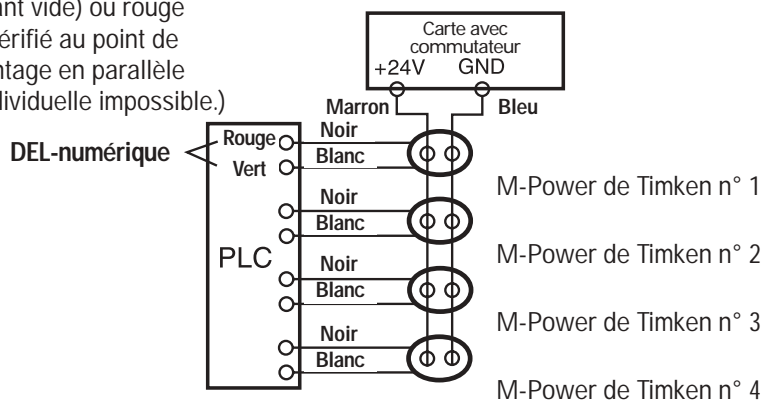 ant vide) ou rouge
érifié au point de
ntage en parallèle
dividuelle impossible.)
Carte avec
commutateur
+24V GND
Marron Bleu
DEL-numérique
Rouge
Vert
PLC
Noir
Blanc
M-Power de Timken n° 1
Noir
Blanc
M-Power de Timken n° 2
Noir
Blanc
M-Power de Timken n° 3
Noir
Blanc
M-Power de Timken n° 4